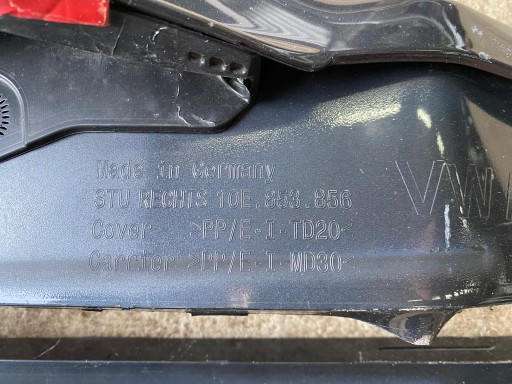 Made in Germany
STU RECHTS 10E.853.856
Cover >PP/E-I-TD20<
Carrier >PP/E-I-MD30<
VW